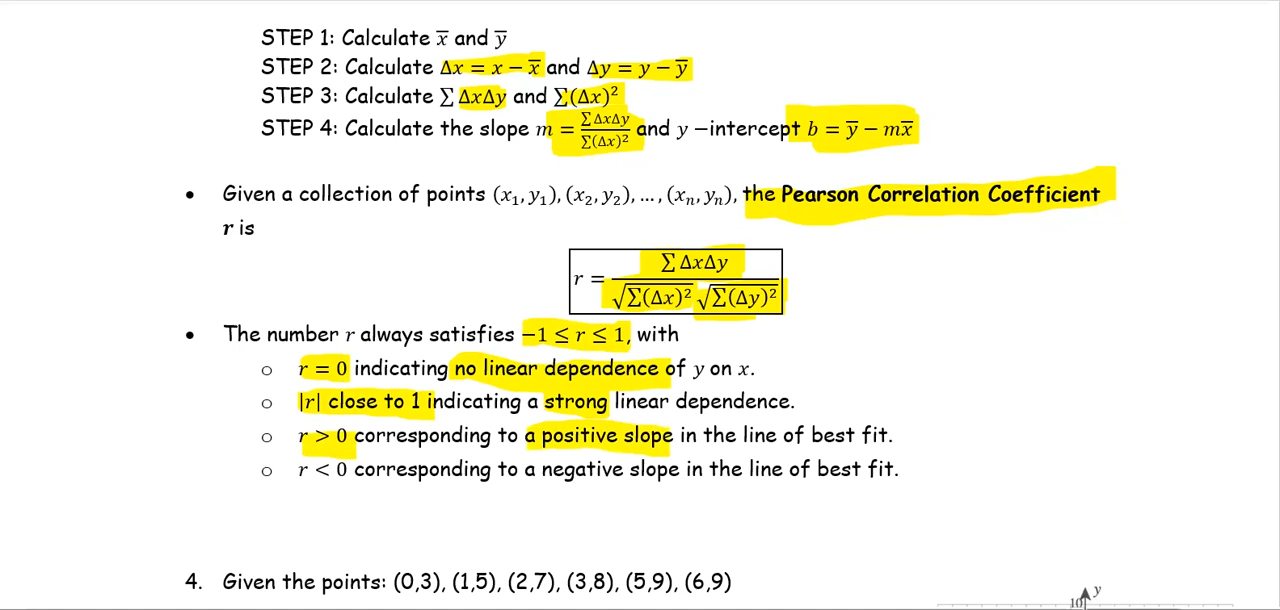 STEP 1: Calculate x̅ and y̅
STEP 2: Calculate Δx = x − x̅ and Δy = y − y̅
STEP 3: Calculate ∑ ΔxΔy and ∑(Δx)²
STEP 4: Calculate the slope m = ∑ ΔxΔy / ∑(Δx)² and y −intercept b = y̅ − mx̅
• Given a collection of points (x₁, y₁), (x₂, y₂), … , (xₙ, yₙ), the Pearson Correlation Coefficient
r is
r = ∑ ΔxΔy / √∑(Δx)² √∑(Δy)²
• The number r always satisfies −1 ≤ r ≤ 1, with
o r = 0 indicating no linear dependence of y on x.
o |r| close to 1 indicating a strong linear dependence.
o r > 0 corresponding to a positive slope in the line of best fit.
o r < 0 corresponding to a negative slope in the line of best fit.
4. Given the points: (0,3), (1,5), (2,7), (3,8), (5,9), (6,9)
y
10